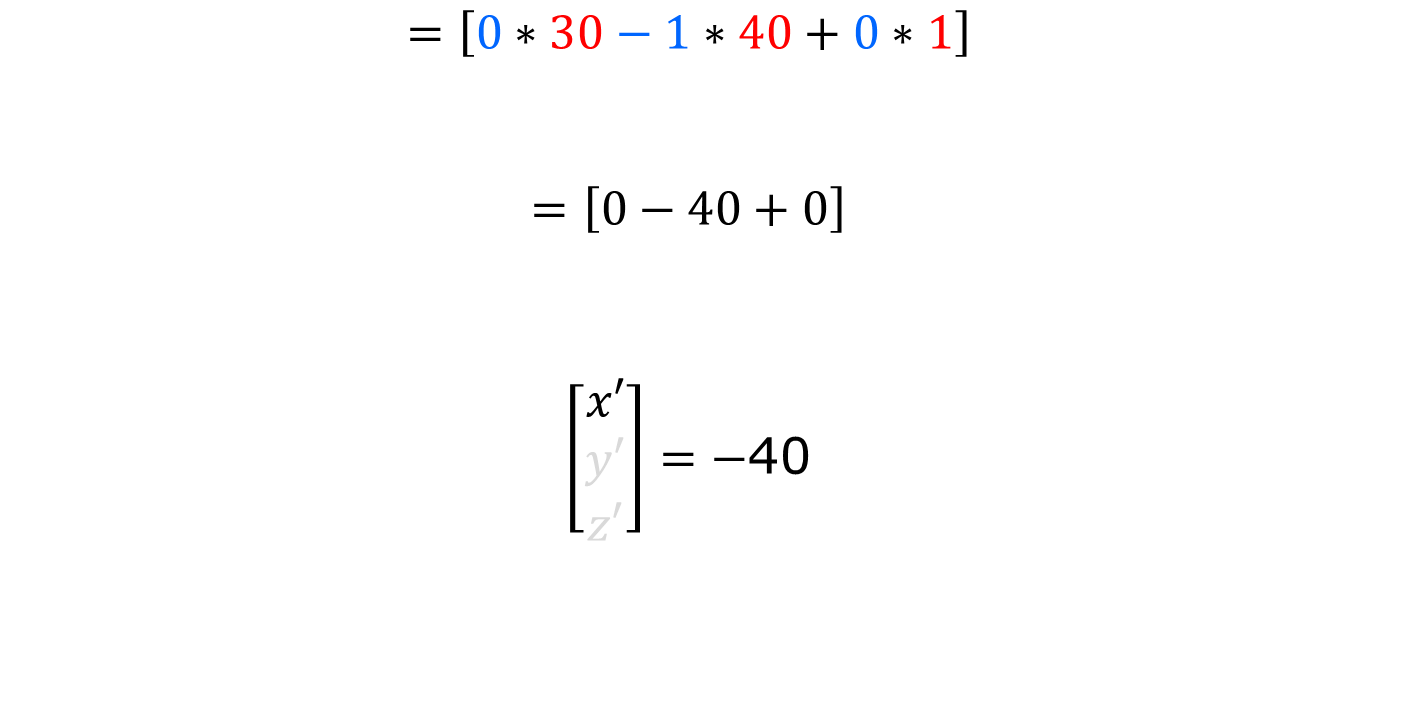 = [0 ∗ 30 − 1 ∗ 40 + 0 ∗ 1]
= [0 − 40 + 0]
x′
y′ = −40
z′